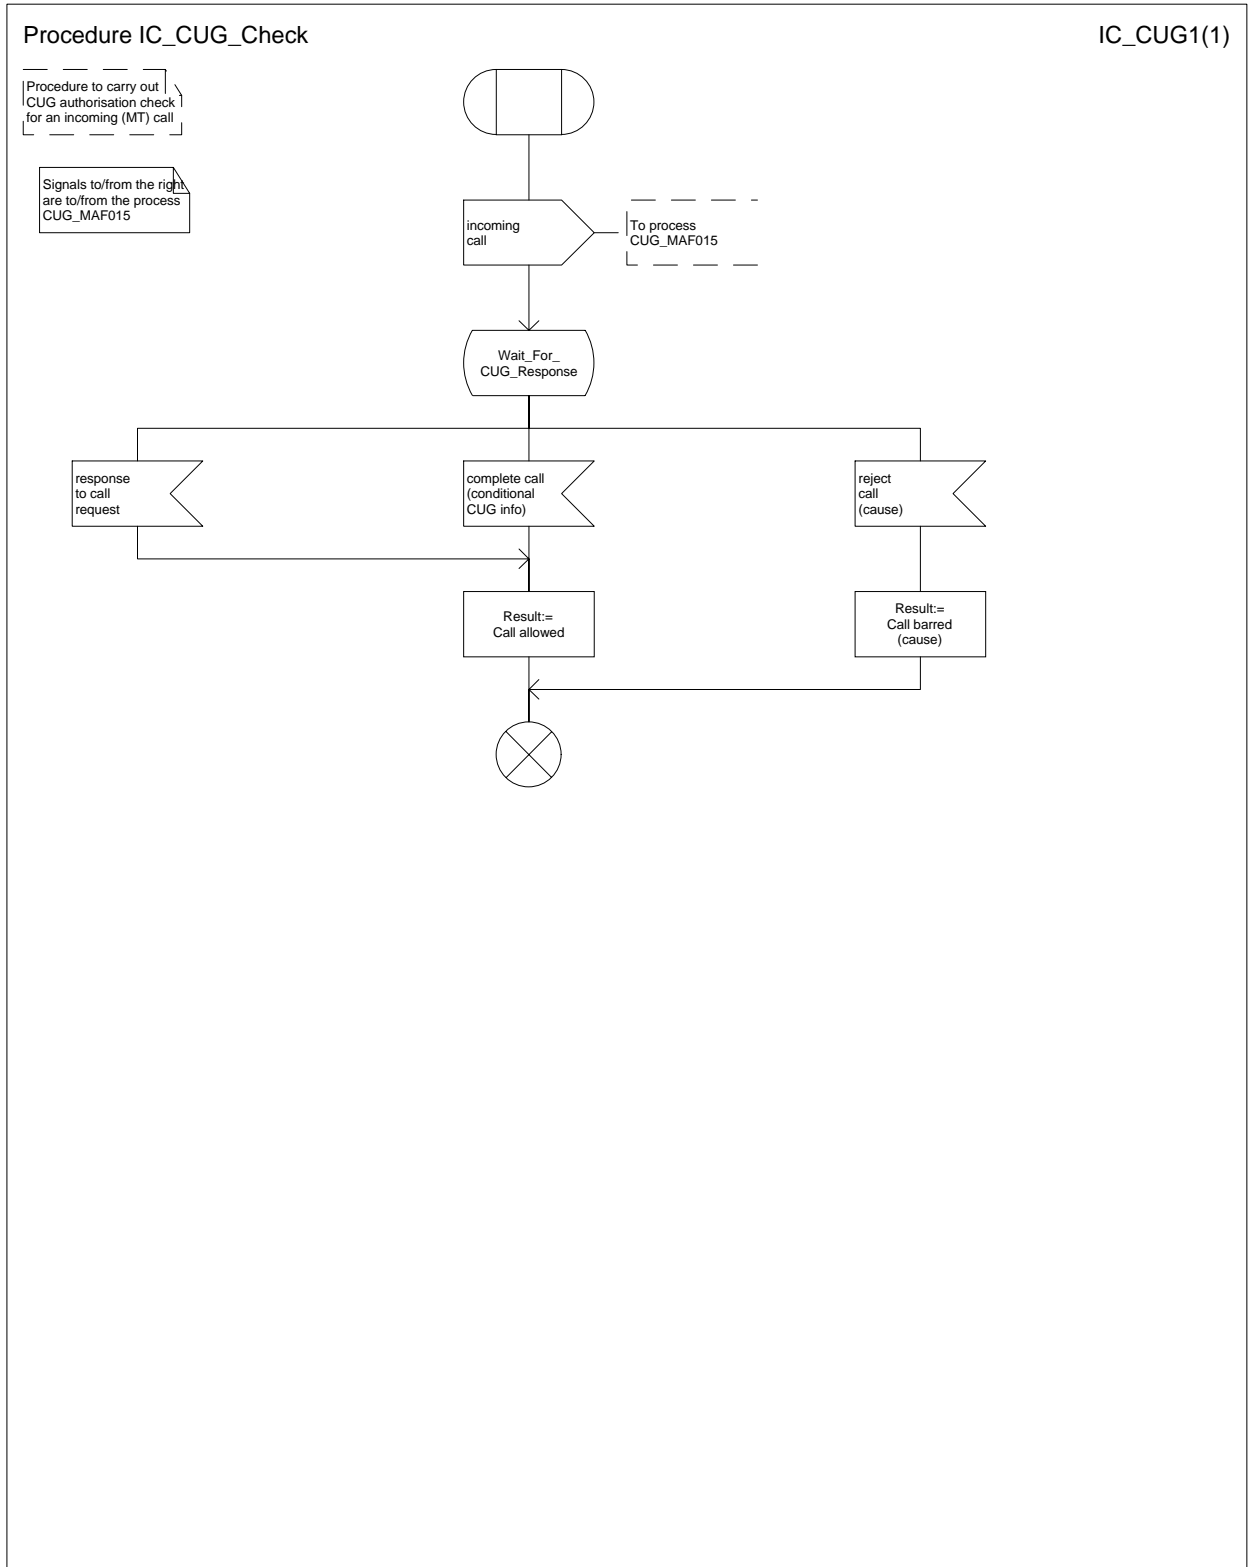 Procedure IC_CUG_Check
IC_CUG1(1)
Procedure to carry out
CUG authorisation check
for an incoming (MT) call
Signals to/from the right
are to/from the process
CUG_MAF015
incoming
call
To process
CUG_MAF015
Wait_For_
CUG_Response
response
to call
request
complete call
(conditional
CUG info)
reject
call
(cause)
Result:=
Call allowed
Result:=
Call barred
(cause)